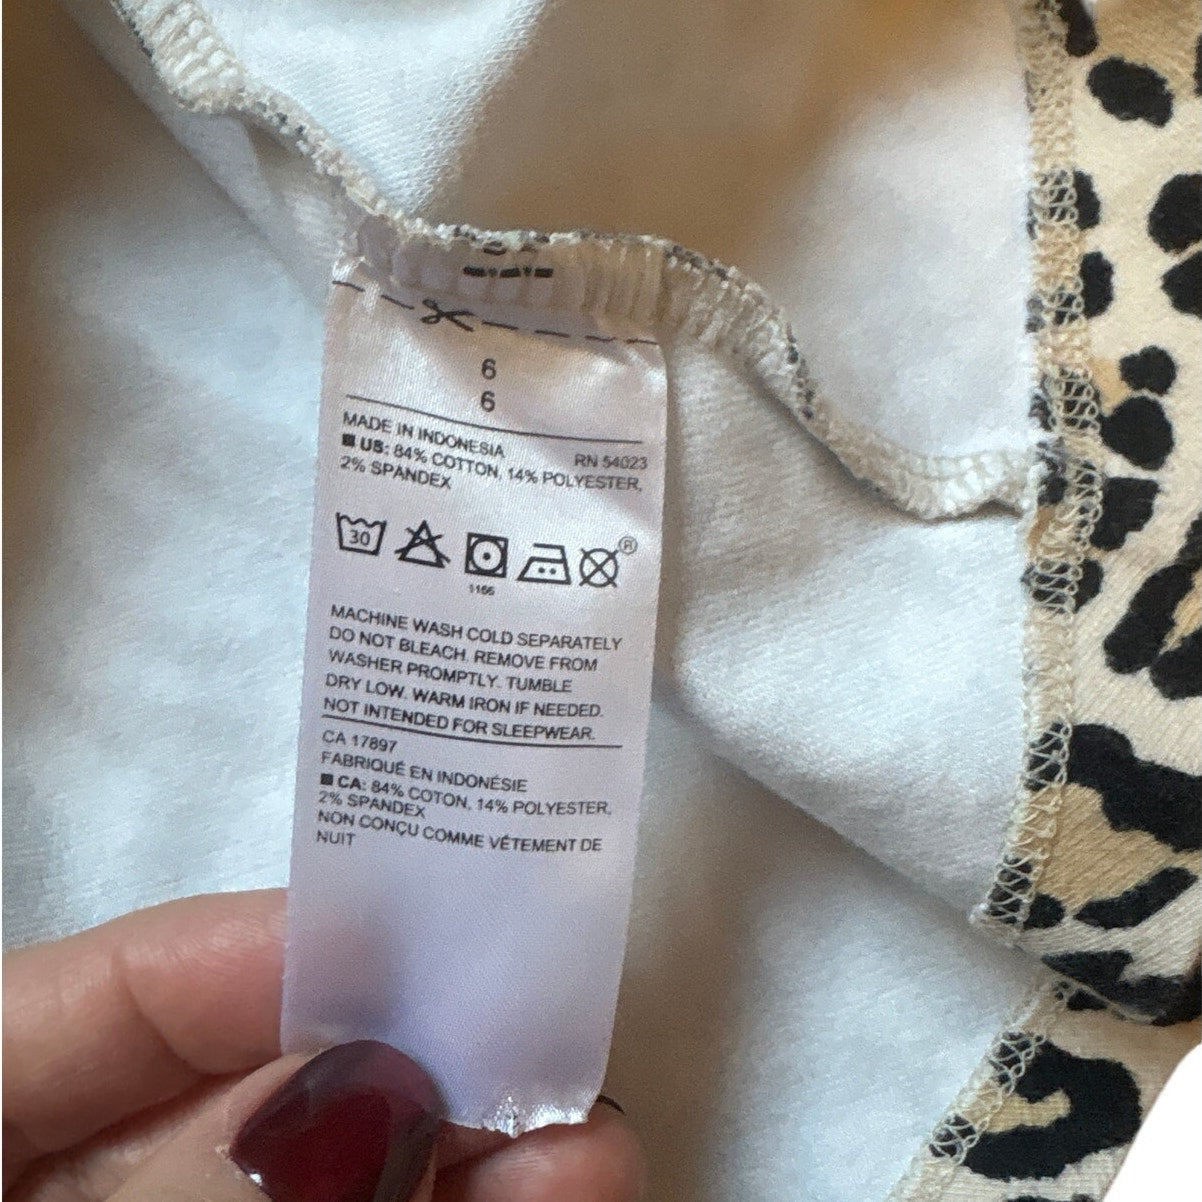 6
6
MADE IN INDONESIA RN 54023
US: 84% COTTON, 14% POLYESTER,
2% SPANDEX
30
®
1166
MACHINE WASH COLD SEPARATELY
DO NOT BLEACH. REMOVE FROM
WASHER PROMPTLY. TUMBLE
DRY LOW. WARM IRON IF NEEDED.
NOT INTENDED FOR SLEEPWEAR.
CA 17897
FABRIQUÉ EN INDONÉSIE
CA: 84% COTON, 14% POLYESTER,
2% SPANDEX
NON CONÇU COMME VÉTEMENT DE
NUIT